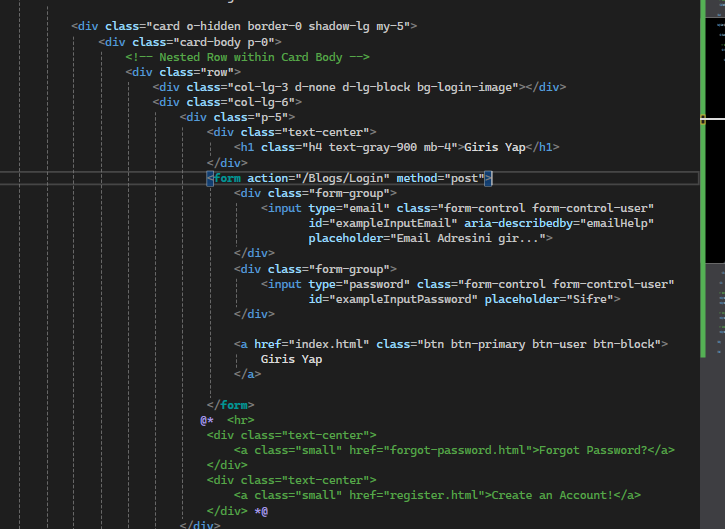 <div class="card o-hidden border-0 shadow-lg my-5">
<div class="card-body p-0">
<!-- Nested Row within Card Body -->
<div class="row">
<div class="col-lg-3 d-none d-lg-block bg-login-image"></div>
<div class="col-lg-6">
<div class="p-5">
<div class="text-center">
<h1 class="h4 text-gray-900 mb-4">Giris Yap</h1>
</div>
<form action="/Blogs/Login" method="post">
<div class="form-group">
<input type="email" class="form-control form-control-user"
id="exampleInputEmail" aria-describedby="emailHelp"
placeholder="Email Adresini gir...">
</div>
<div class="form-group">
<input type="password" class="form-control form-control-user"
id="exampleInputPassword" placeholder="Sifre">
</div>
<a href="index.html" class="btn btn-primary btn-user btn-block">
Giris Yap
</a>
</form>
@* <hr>
<div class="text-center">
<a class="small" href="forgot-password.html">Forgot Password?</a>
</div>
<div class="text-center">
<a class="small" href="register.html">Create an Account!</a>
</div> *@
</div>